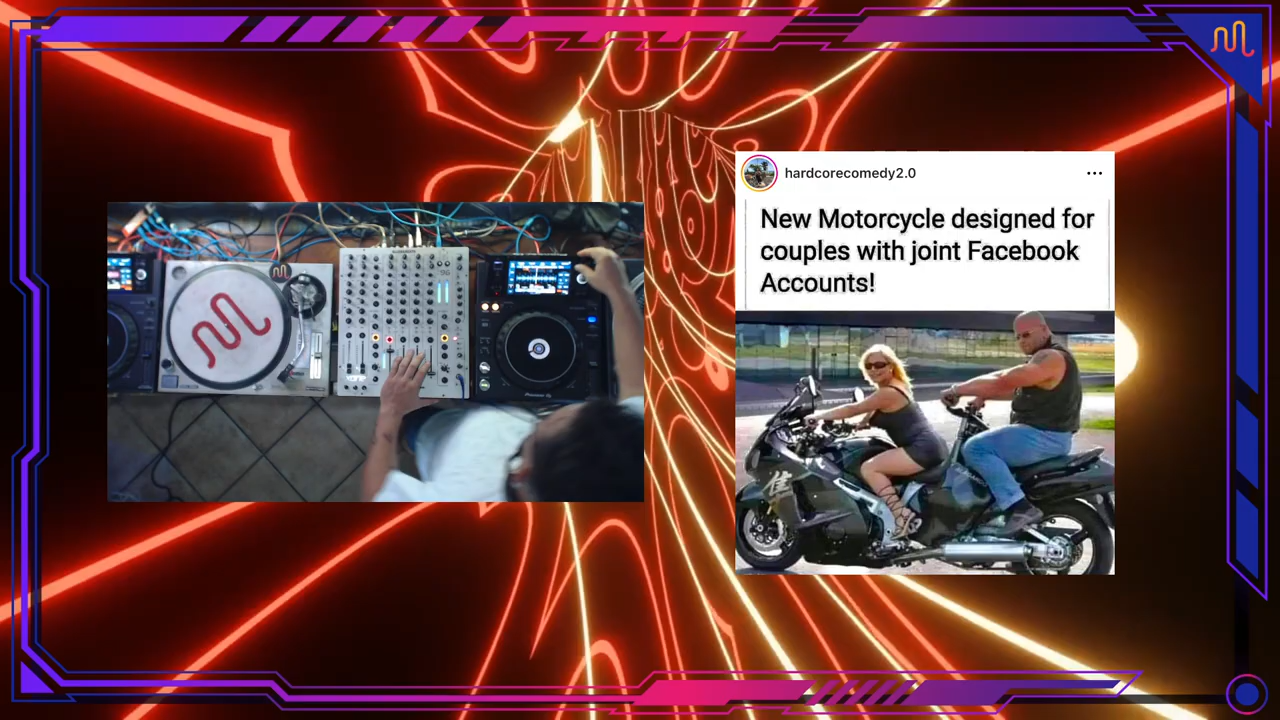 hardcorecomedy2.0
New Motorcycle designed for
couples with joint Facebook
Accounts!